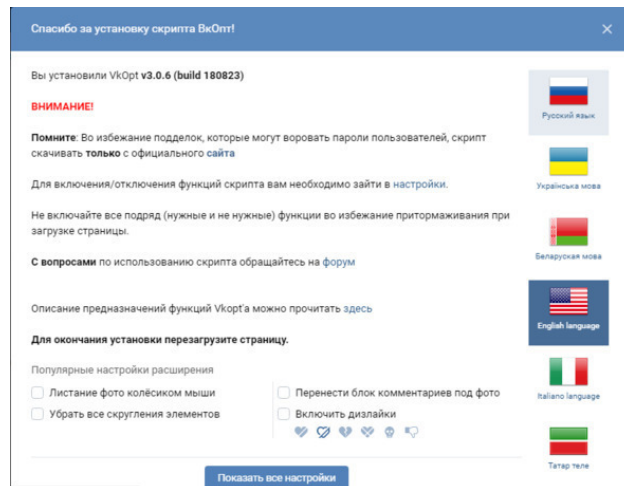 Спасибо за установку скрипта ВкОпт!
Вы установили VkOpt v3.0.6 (build 180823)
ВНИМАНИЕ!
Помните: Во избежание подделок, которые могут воровать пароли пользователей, скрипт
скачивать только с официального сайта
Для включения/отключения функций скрипта вам необходимо зайти в настройки.
Не включайте все подряд (нужные и не нужные) функции во избежание притормаживания при
загрузке страницы.
С вопросами по использованию скрипта обращайтесь на форум
Описание предназначений функций Vkopt'a можно прочитать здесь
Для окончания установки перезагрузите страницу.
Популярные настройки расширения
Листание фото колёсиком мыши
Перенести блок комментариев под фото
Убрать все скругления элементов
Включить дизлайки
Показать все настройки
Русский язык
Українська мова
Беларуская мова
English language
Italiano language
Татар теле